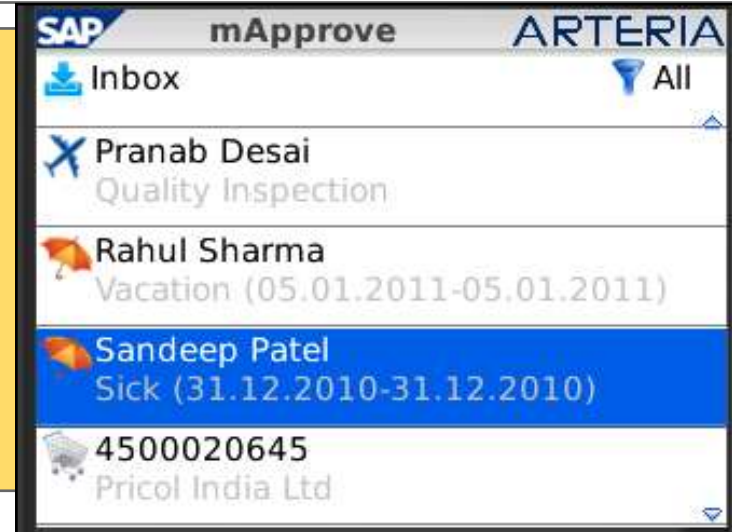 SAP mApprove ARTERIA
Inbox All
Pranab Desai
Quality Inspection
Rahul Sharma
Vacation (05.01.2011-05.01.2011)
Sandeep Patel
Sick (31.12.2010-31.12.2010)
4500020645
Pricol India Ltd